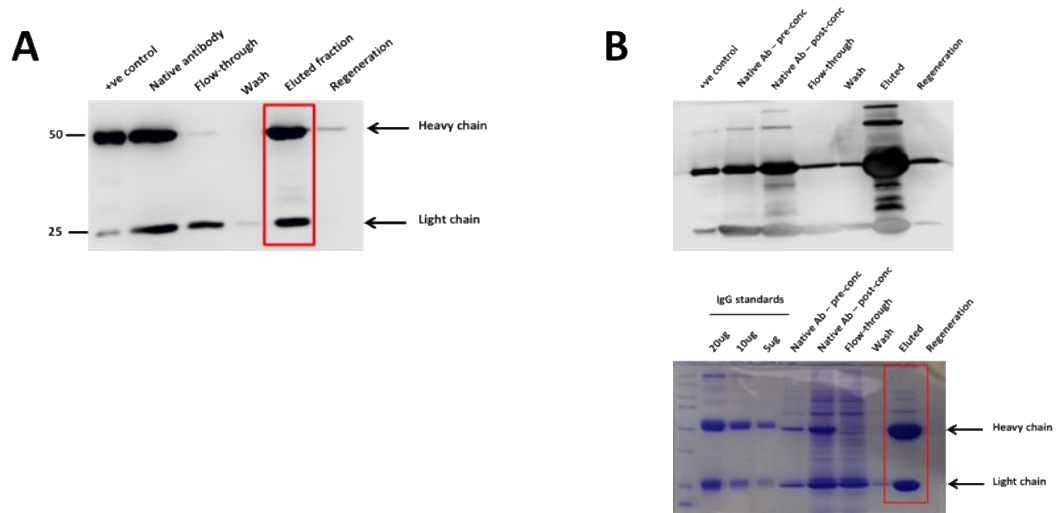 A
+ve control
Native antibody
Flow-through
Wash
Eluted fraction
Regeneration
50
Heavy chain
25
Light chain
B
+ve control
Native Ab – pre-conc
Native Ab – post-conc
Flow-through
Wash
Eluted
Regeneration
IgG standards
20ug
10ug
5ug
Native Ab – pre-conc
Native Ab – post-conc
Flow-through
Wash
Eluted
Regeneration
Heavy chain
Light chain